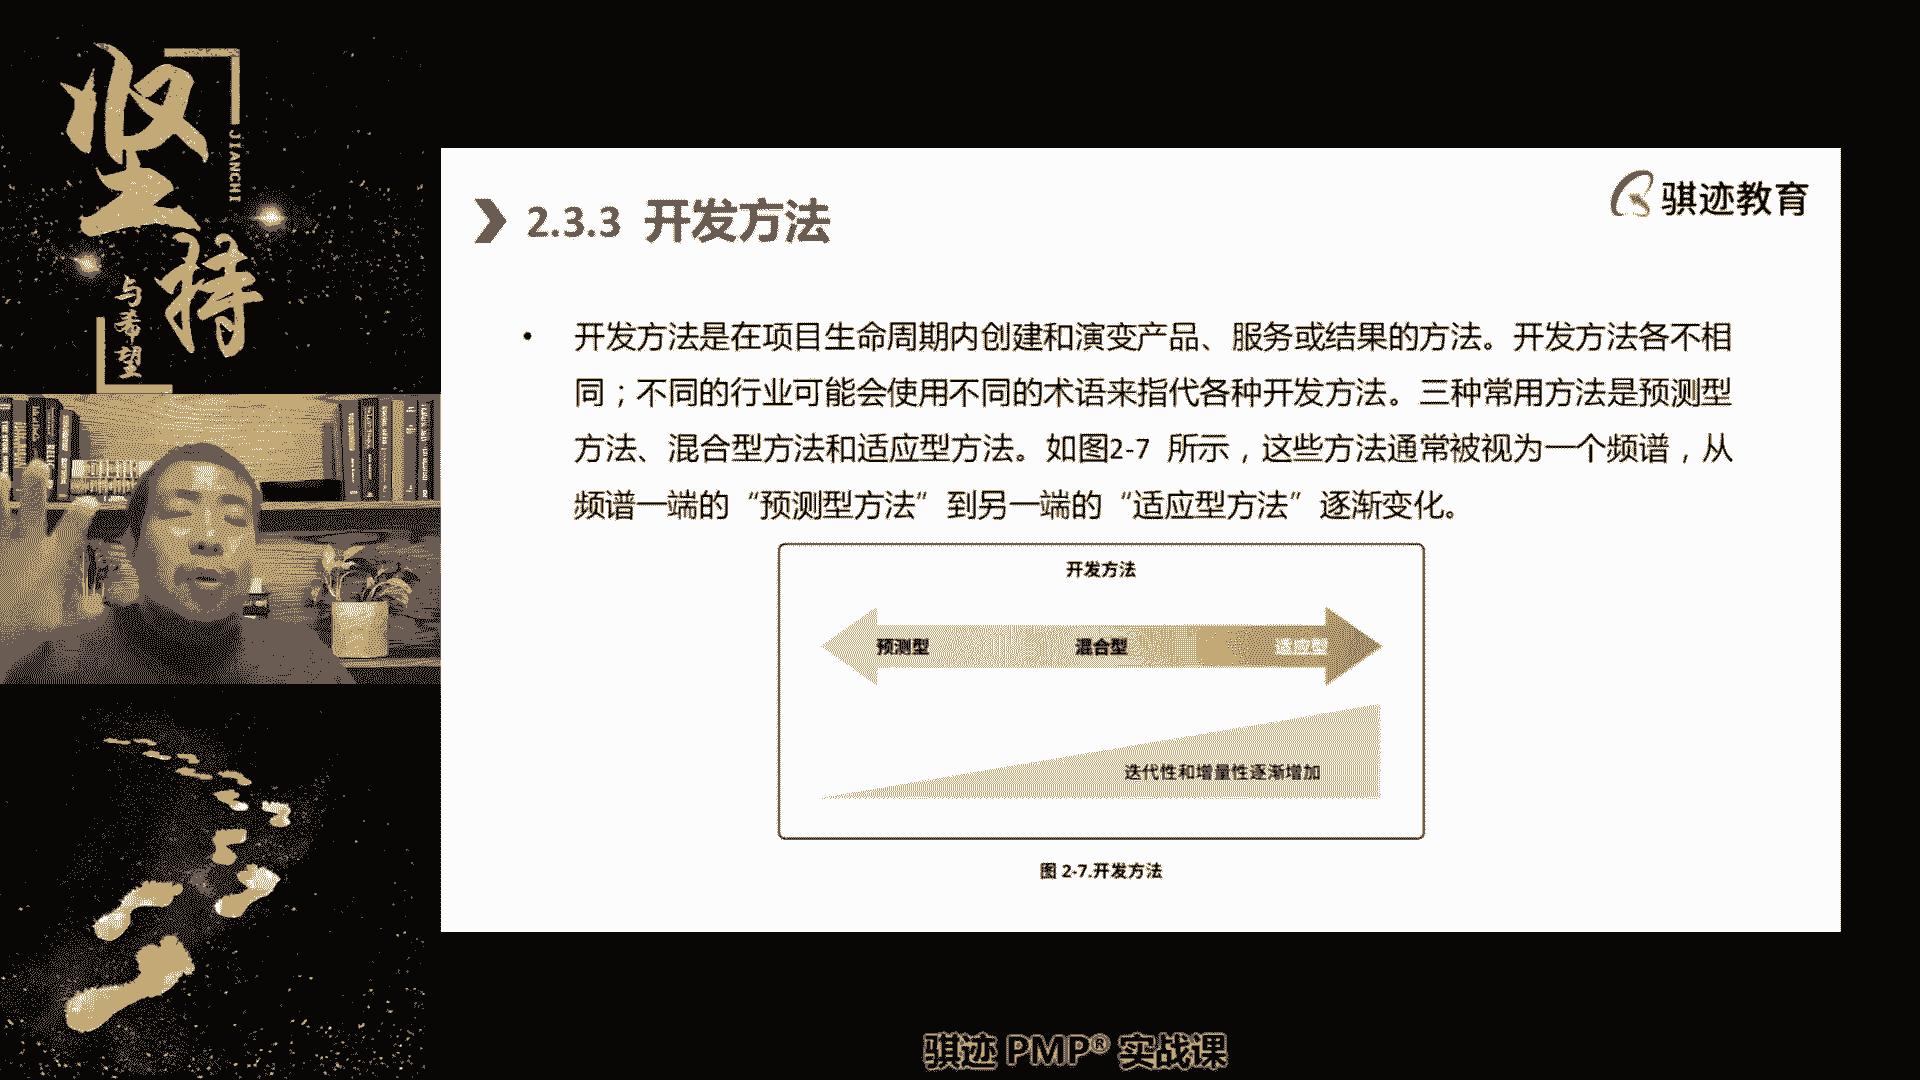 坚
持
JIANCHI
与希望
骐迹教育
2.3.3 开发方法
• 开发方法是在项目生命周期内创建和演变产品、服务或结果的方法。开发方法各不相
同；不同的行业可能会使用不同的术语来指代各种开发方法。三种常用方法是预测型
方法、混合型方法和适应型方法。如图2-7 所示，这些方法通常被视为一个频谱，从
频谱一端的“预测型方法”到另一端的“适应型方法”逐渐变化。
开发方法
预测型 混合型 适应型
迭代性和增量性逐渐增加
图 2-7.开发方法
骐迹 PMP® 实战课